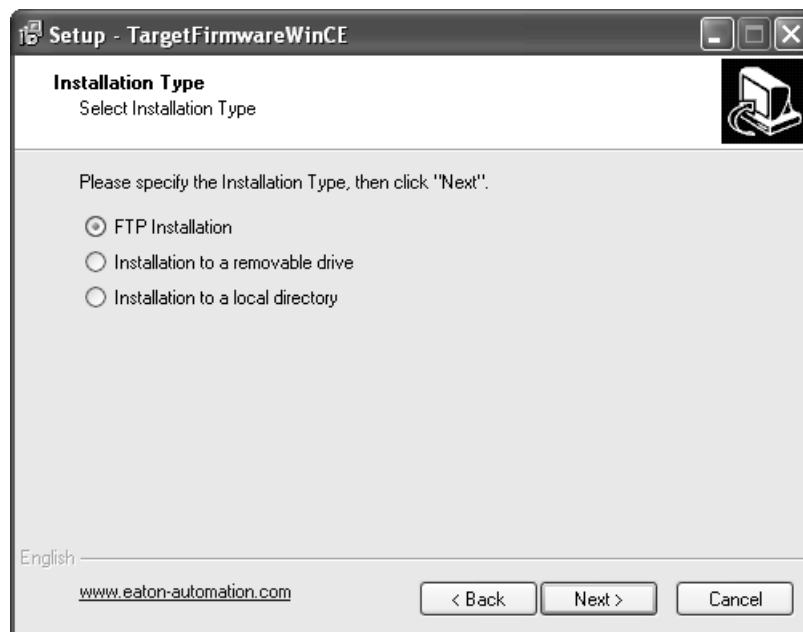 Setup - TargetFirmwareWinCE
Installation Type
Select Installation Type
Please specify the Installation Type, then click "Next".
FTP Installation
Installation to a removable drive
Installation to a local directory
English
www.eaton-automation.com
< Back
Next >
Cancel